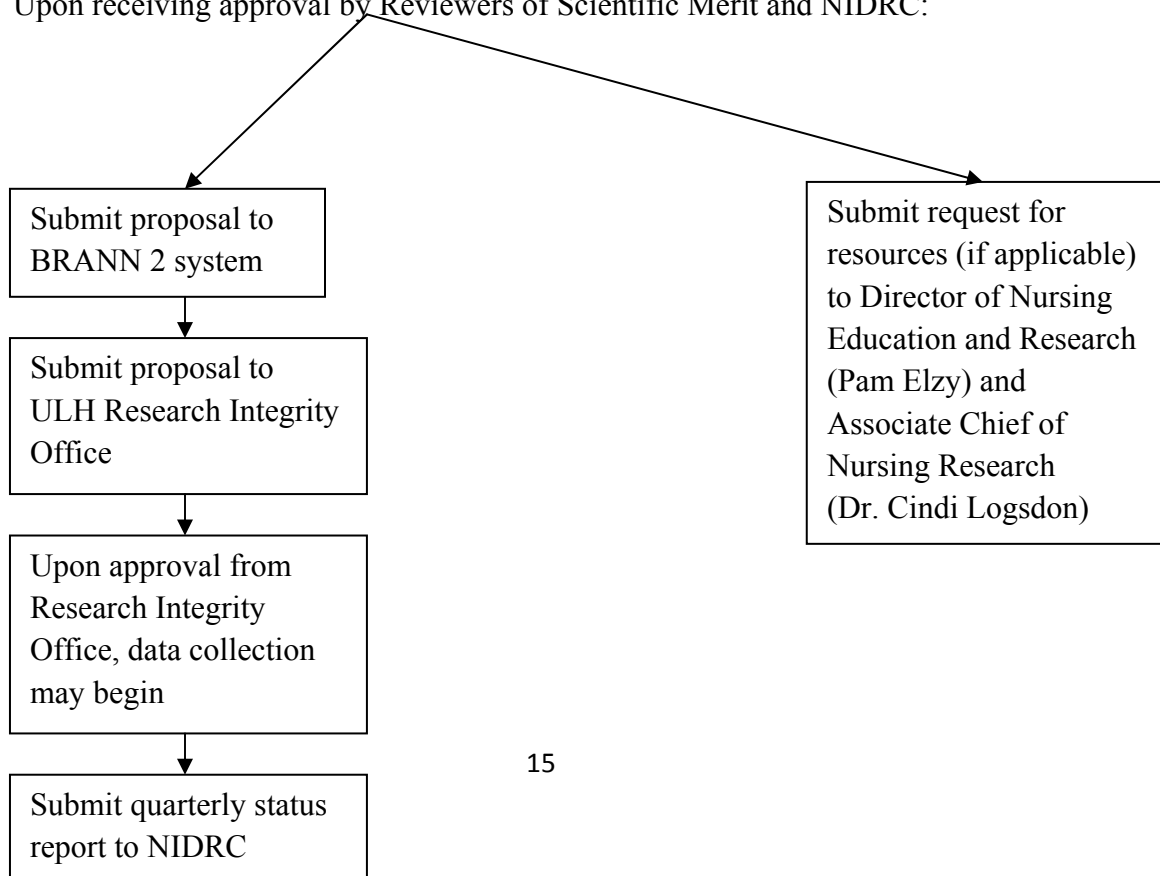 Upon receiving approval by Reviewers of Scientific Merit and NIDRC:
Submit proposal to
BRANN 2 system
Submit proposal to
ULH Research Integrity
Office
Upon approval from
Research Integrity
Office, data collection
may begin
Submit quarterly status
report to NIDRC
Submit request for
resources (if applicable)
to Director of Nursing
Education and Research
(Pam Elzy) and
Associate Chief of
Nursing Research
(Dr. Cindi Logsdon)
15